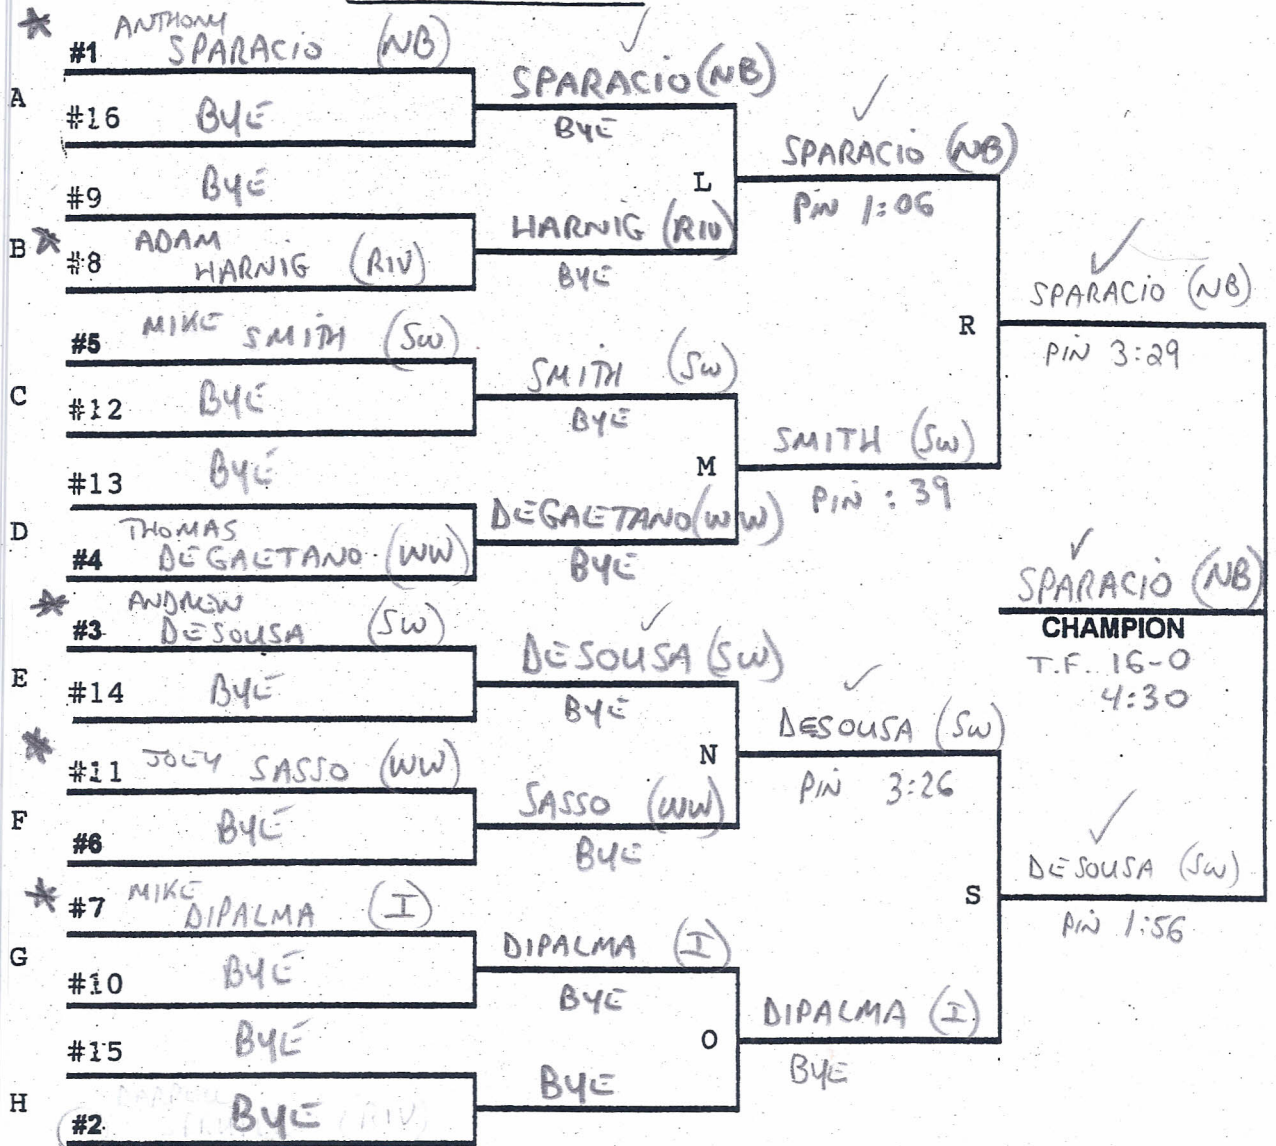 ANTHONY
#1 SPARACIO (NB)
A
#16 BYE
SPARACIO (NB)
BYE
#9 BYE
B
ADAM
#8 HARNIG (RIV)
HARNIG (RIV)
BYE
L
SPARACIO (NB)
PIN 1:06
#5 MIKE SMITH (SW)
C
#12 BYE
SMITH (SW)
BYE
#13 BYE
D
THOMAS
#4 DEGAETANO (WW)
DEGAETANO (WW)
BYE
M
SMITH (SW)
PIN :39
R
SPARACIO (NB)
PIN 3:29
ANDREW
#3 DESOUSA (SW)
E
#14 BYE
DESOUSA (SW)
BYE
#11 JOEY SASSO (WW)
F
#6 BYE
SASSO (WW)
BYE
N
DESOUSA (SW)
PIN 3:26
MIKE
#7 DIPALMA (I)
G
#10 BYE
DIPALMA (I)
BYE
#15 BYE
H
#2 BYE
BYE
O
DIPALMA (I)
BYE
S
DESOUSA (SW)
PIN 1:56
SPARACIO (NB)
CHAMPION
T.F. 16-0
4:30